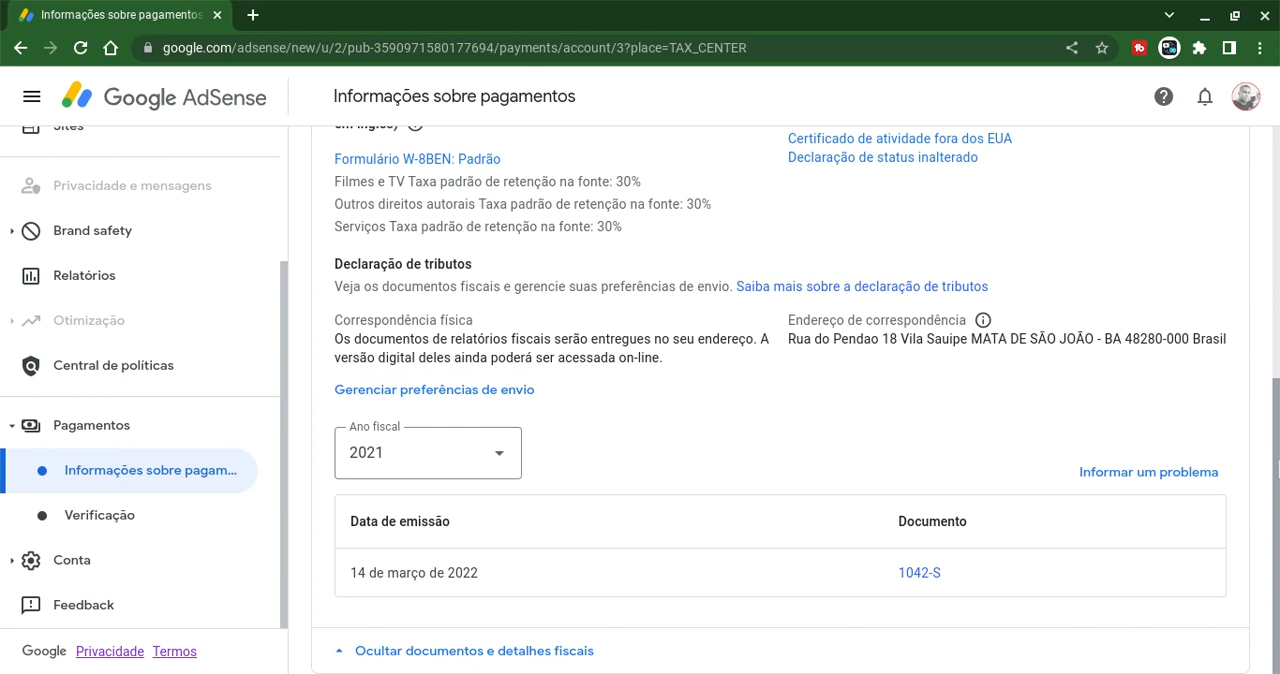 Informações sobre pagamentos
google.com/adsense/new/u/2/pub-3590971580177694/payments/account/3?place=TAX_CENTER
Google AdSense
Informações sobre pagamentos
Sites
Privacidade e mensagens
Brand safety
Relatórios
Otimização
Central de políticas
Pagamentos
Informações sobre pagam...
Verificação
Conta
Feedback
Google Privacidade Termos
em inglês)
Formulário W-8BEN: Padrão
Filmes e TV Taxa padrão de retenção na fonte: 30%
Outros direitos autorais Taxa padrão de retenção na fonte: 30%
Serviços Taxa padrão de retenção na fonte: 30%
Certificado de atividade fora dos EUA
Declaração de status inalterado
Declaração de tributos
Veja os documentos fiscais e gerencie suas preferências de envio. Saiba mais sobre a declaração de tributos
Correspondência física
Os documentos de relatórios fiscais serão entregues no seu endereço. A
versão digital deles ainda poderá ser acessada on-line.
Endereço de correspondência
Rua do Pendao 18 Vila Sauipe MATA DE SÃO JOÃO - BA 48280-000 Brasil
Gerenciar preferências de envio
Ano fiscal
2021
Informar um problema
Data de emissão Documento
14 de março de 2022 1042-S
Ocultar documentos e detalhes fiscais